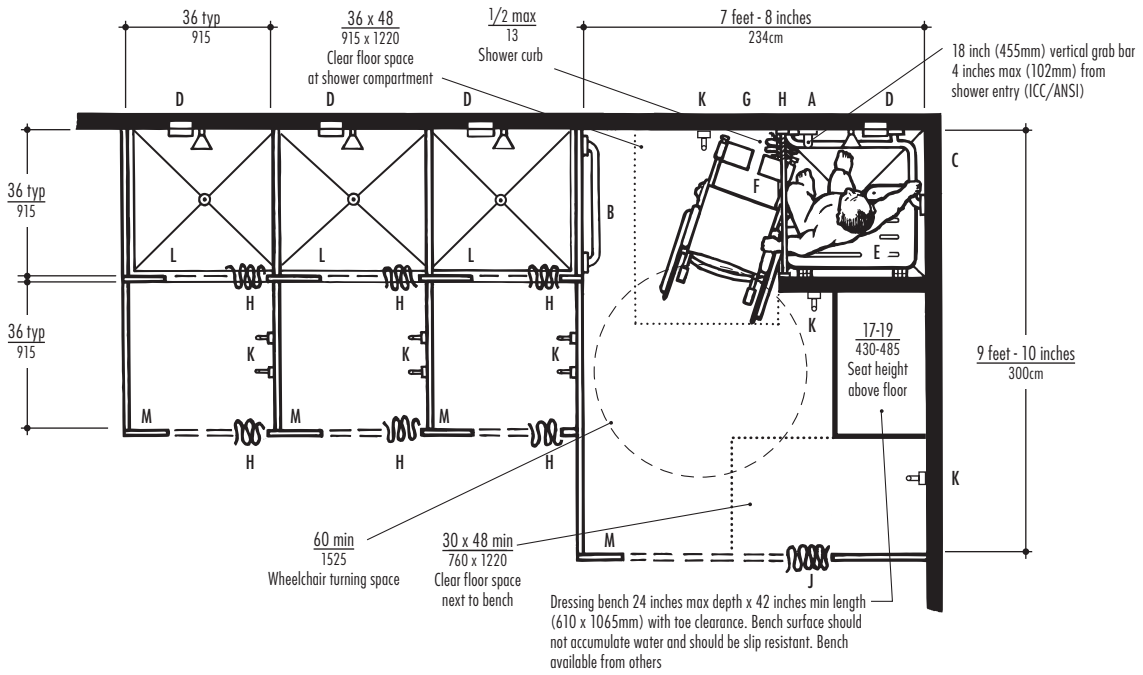 36 typ
915
36 x 48
915 x 1220
Clear floor space
at shower compartment
1/2 max
13
Shower curb
7 feet - 8 inches
234cm
18 inch (455mm) vertical grab bar
4 inches max (102mm) from
shower entry (ICC/ANSI)
D D D K G H A D
C
36 typ
915
F
B
E
L L L
H H H
K
36 typ
915
K K K
17-19
430-485
Seat height
above floor
9 feet - 10 inches
300cm
M M M
H H H
K
60 min
1525
Wheelchair turning space
30 x 48 min
760 x 1220
Clear floor space
next to bench
M
J
Dressing bench 24 inches max depth x 42 inches min length
(610 x 1065mm) with toe clearance. Bench surface should
not accumulate water and should be slip resistant. Bench
available from others